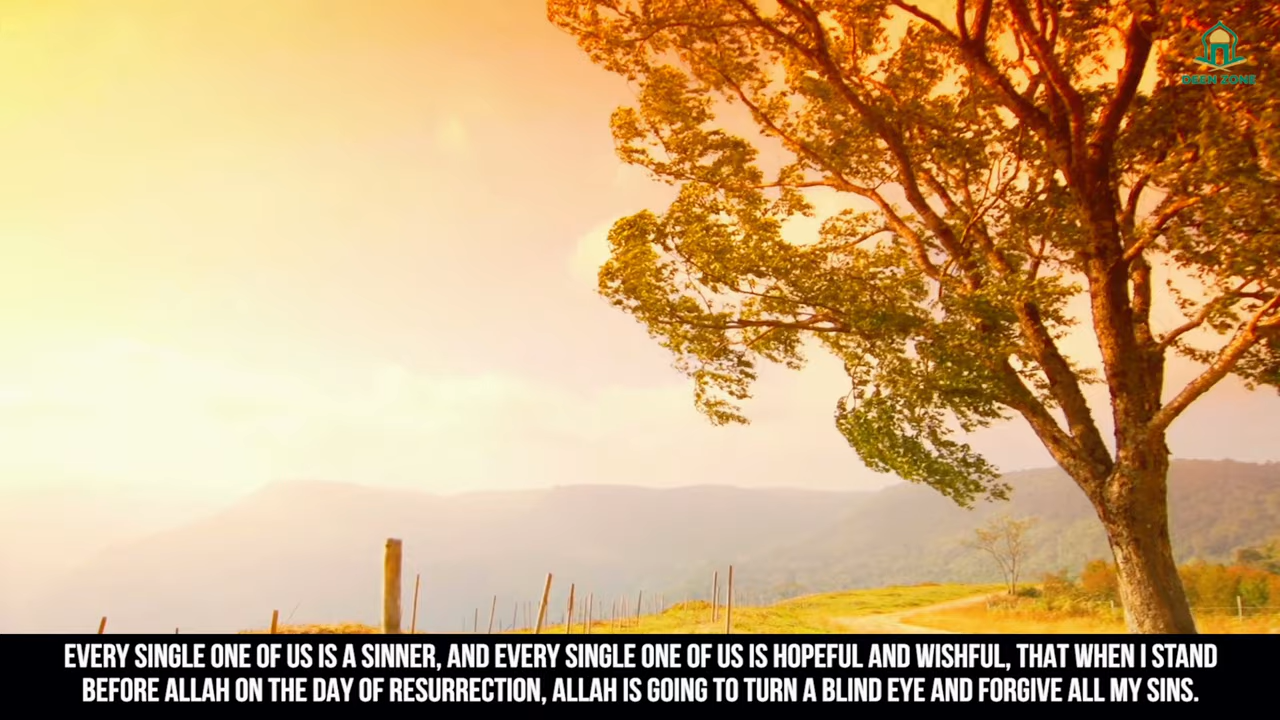 DEEN ZONE
EVERY SINGLE ONE OF US IS A SINNER, AND EVERY SINGLE ONE OF US IS HOPEFUL AND WISHFUL, THAT WHEN I STAND
BEFORE ALLAH ON THE DAY OF RESURRECTION, ALLAH IS GOING TO TURN A BLIND EYE AND FORGIVE ALL MY SINS.